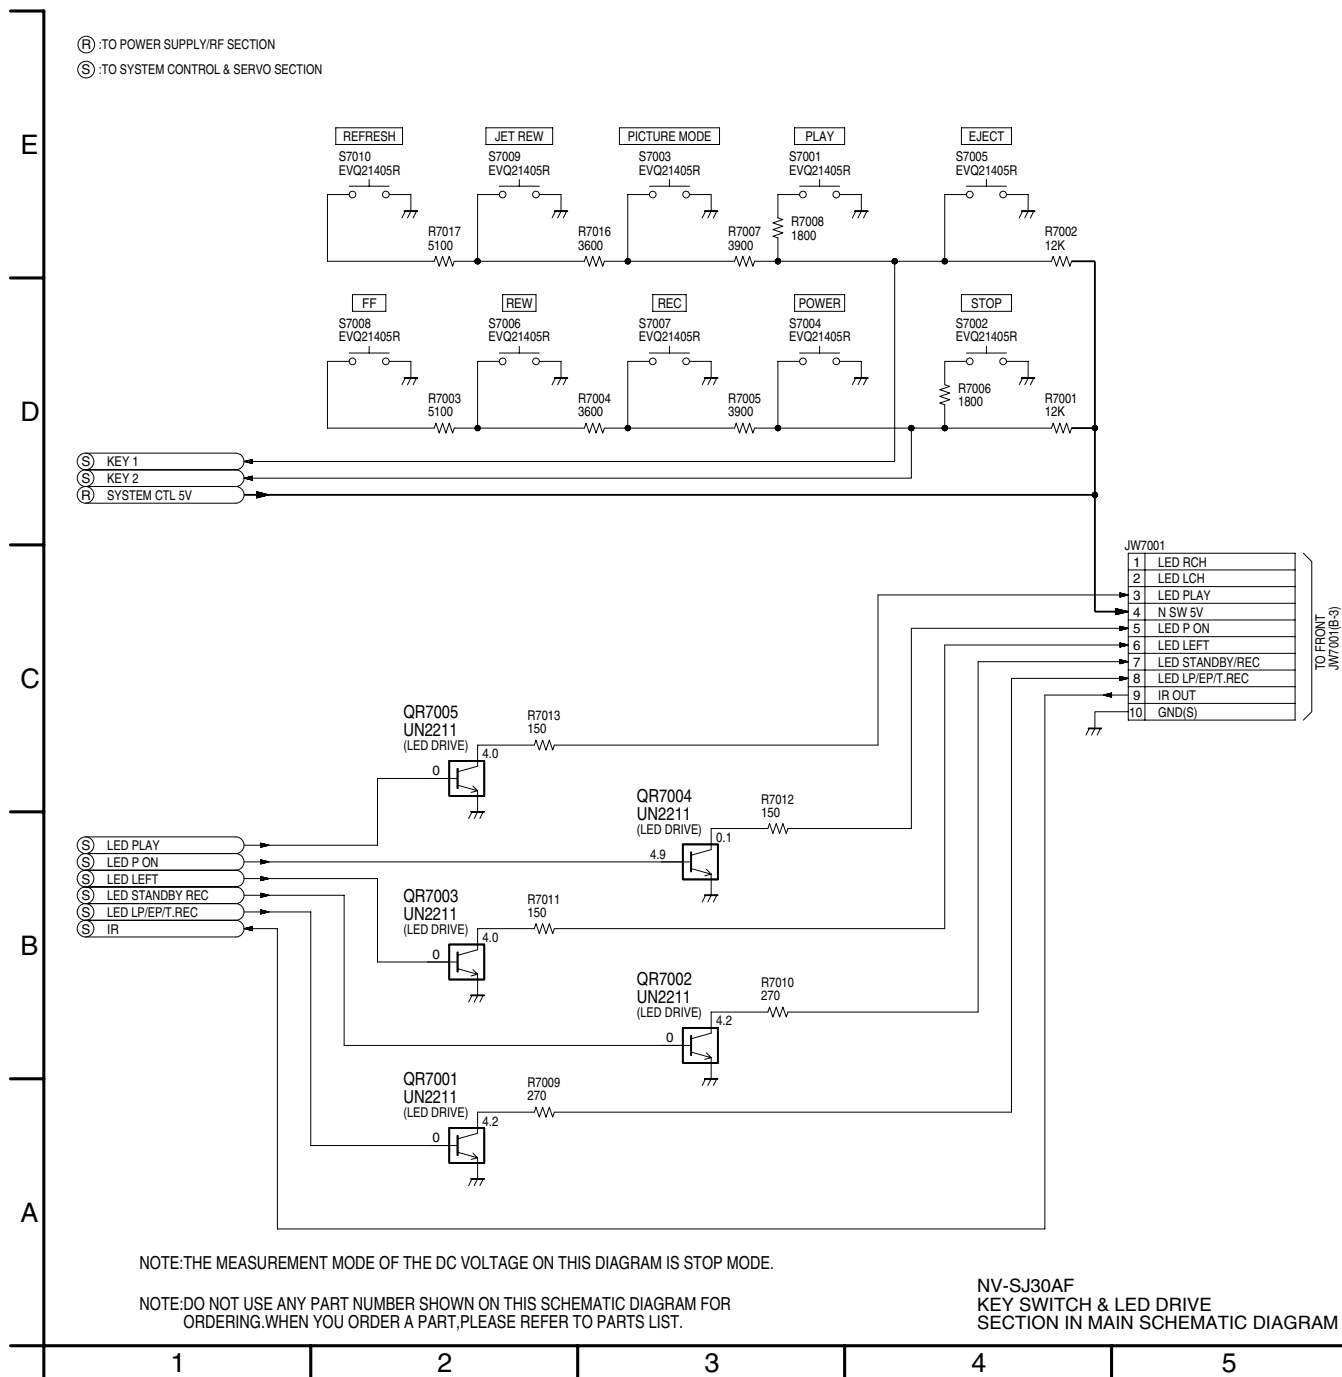 R :TO POWER SUPPLY/RF SECTION
S :TO SYSTEM CONTROL & SERVO SECTION
E
REFRESH
JET REW
PICTURE MODE
PLAY
EJECT
S7010
EVQ21405R
S7009
EVQ21405R
S7003
EVQ21405R
S7001
EVQ21405R
S7005
EVQ21405R
R7017
5100
R7016
3600
R7007
3900
R7008
1800
R7002
12K
FF
REW
REC
POWER
STOP
S7008
EVQ21405R
S7006
EVQ21405R
S7007
EVQ21405R
S7004
EVQ21405R
S7002
EVQ21405R
D
R7003
5100
R7004
3600
R7005
3900
R7006
1800
R7001
12K
S KEY 1
S KEY 2
R SYSTEM CTL 5V
JW7001
1 LED RCH
2 LED LCH
3 LED PLAY
4 N SW 5V
5 LED P ON
6 LED LEFT
7 LED STANDBY/REC
8 LED LP/EP/T.REC
9 IR OUT
10 GND(S)
TO FRONT
JW7001(B-3)
C
QR7005
UN2211
(LED DRIVE)
0
4.0
R7013
150
QR7004
UN2211
(LED DRIVE)
4.9
0.1
R7012
150
S LED PLAY
S LED P ON
S LED LEFT
S LED STANDBY REC
S LED LP/EP/T.REC
S IR
B
QR7003
UN2211
(LED DRIVE)
0
4.0
R7011
150
QR7002
UN2211
(LED DRIVE)
0
4.2
R7010
270
QR7001
UN2211
(LED DRIVE)
0
4.2
R7009
270
A
NOTE:THE MEASUREMENT MODE OF THE DC VOLTAGE ON THIS DIAGRAM IS STOP MODE.
NOTE:DO NOT USE ANY PART NUMBER SHOWN ON THIS SCHEMATIC DIAGRAM FOR
ORDERING.WHEN YOU ORDER A PART,PLEASE REFER TO PARTS LIST.
NV-SJ30AF
KEY SWITCH & LED DRIVE
SECTION IN MAIN SCHEMATIC DIAGRAM
1 2 3 4 5